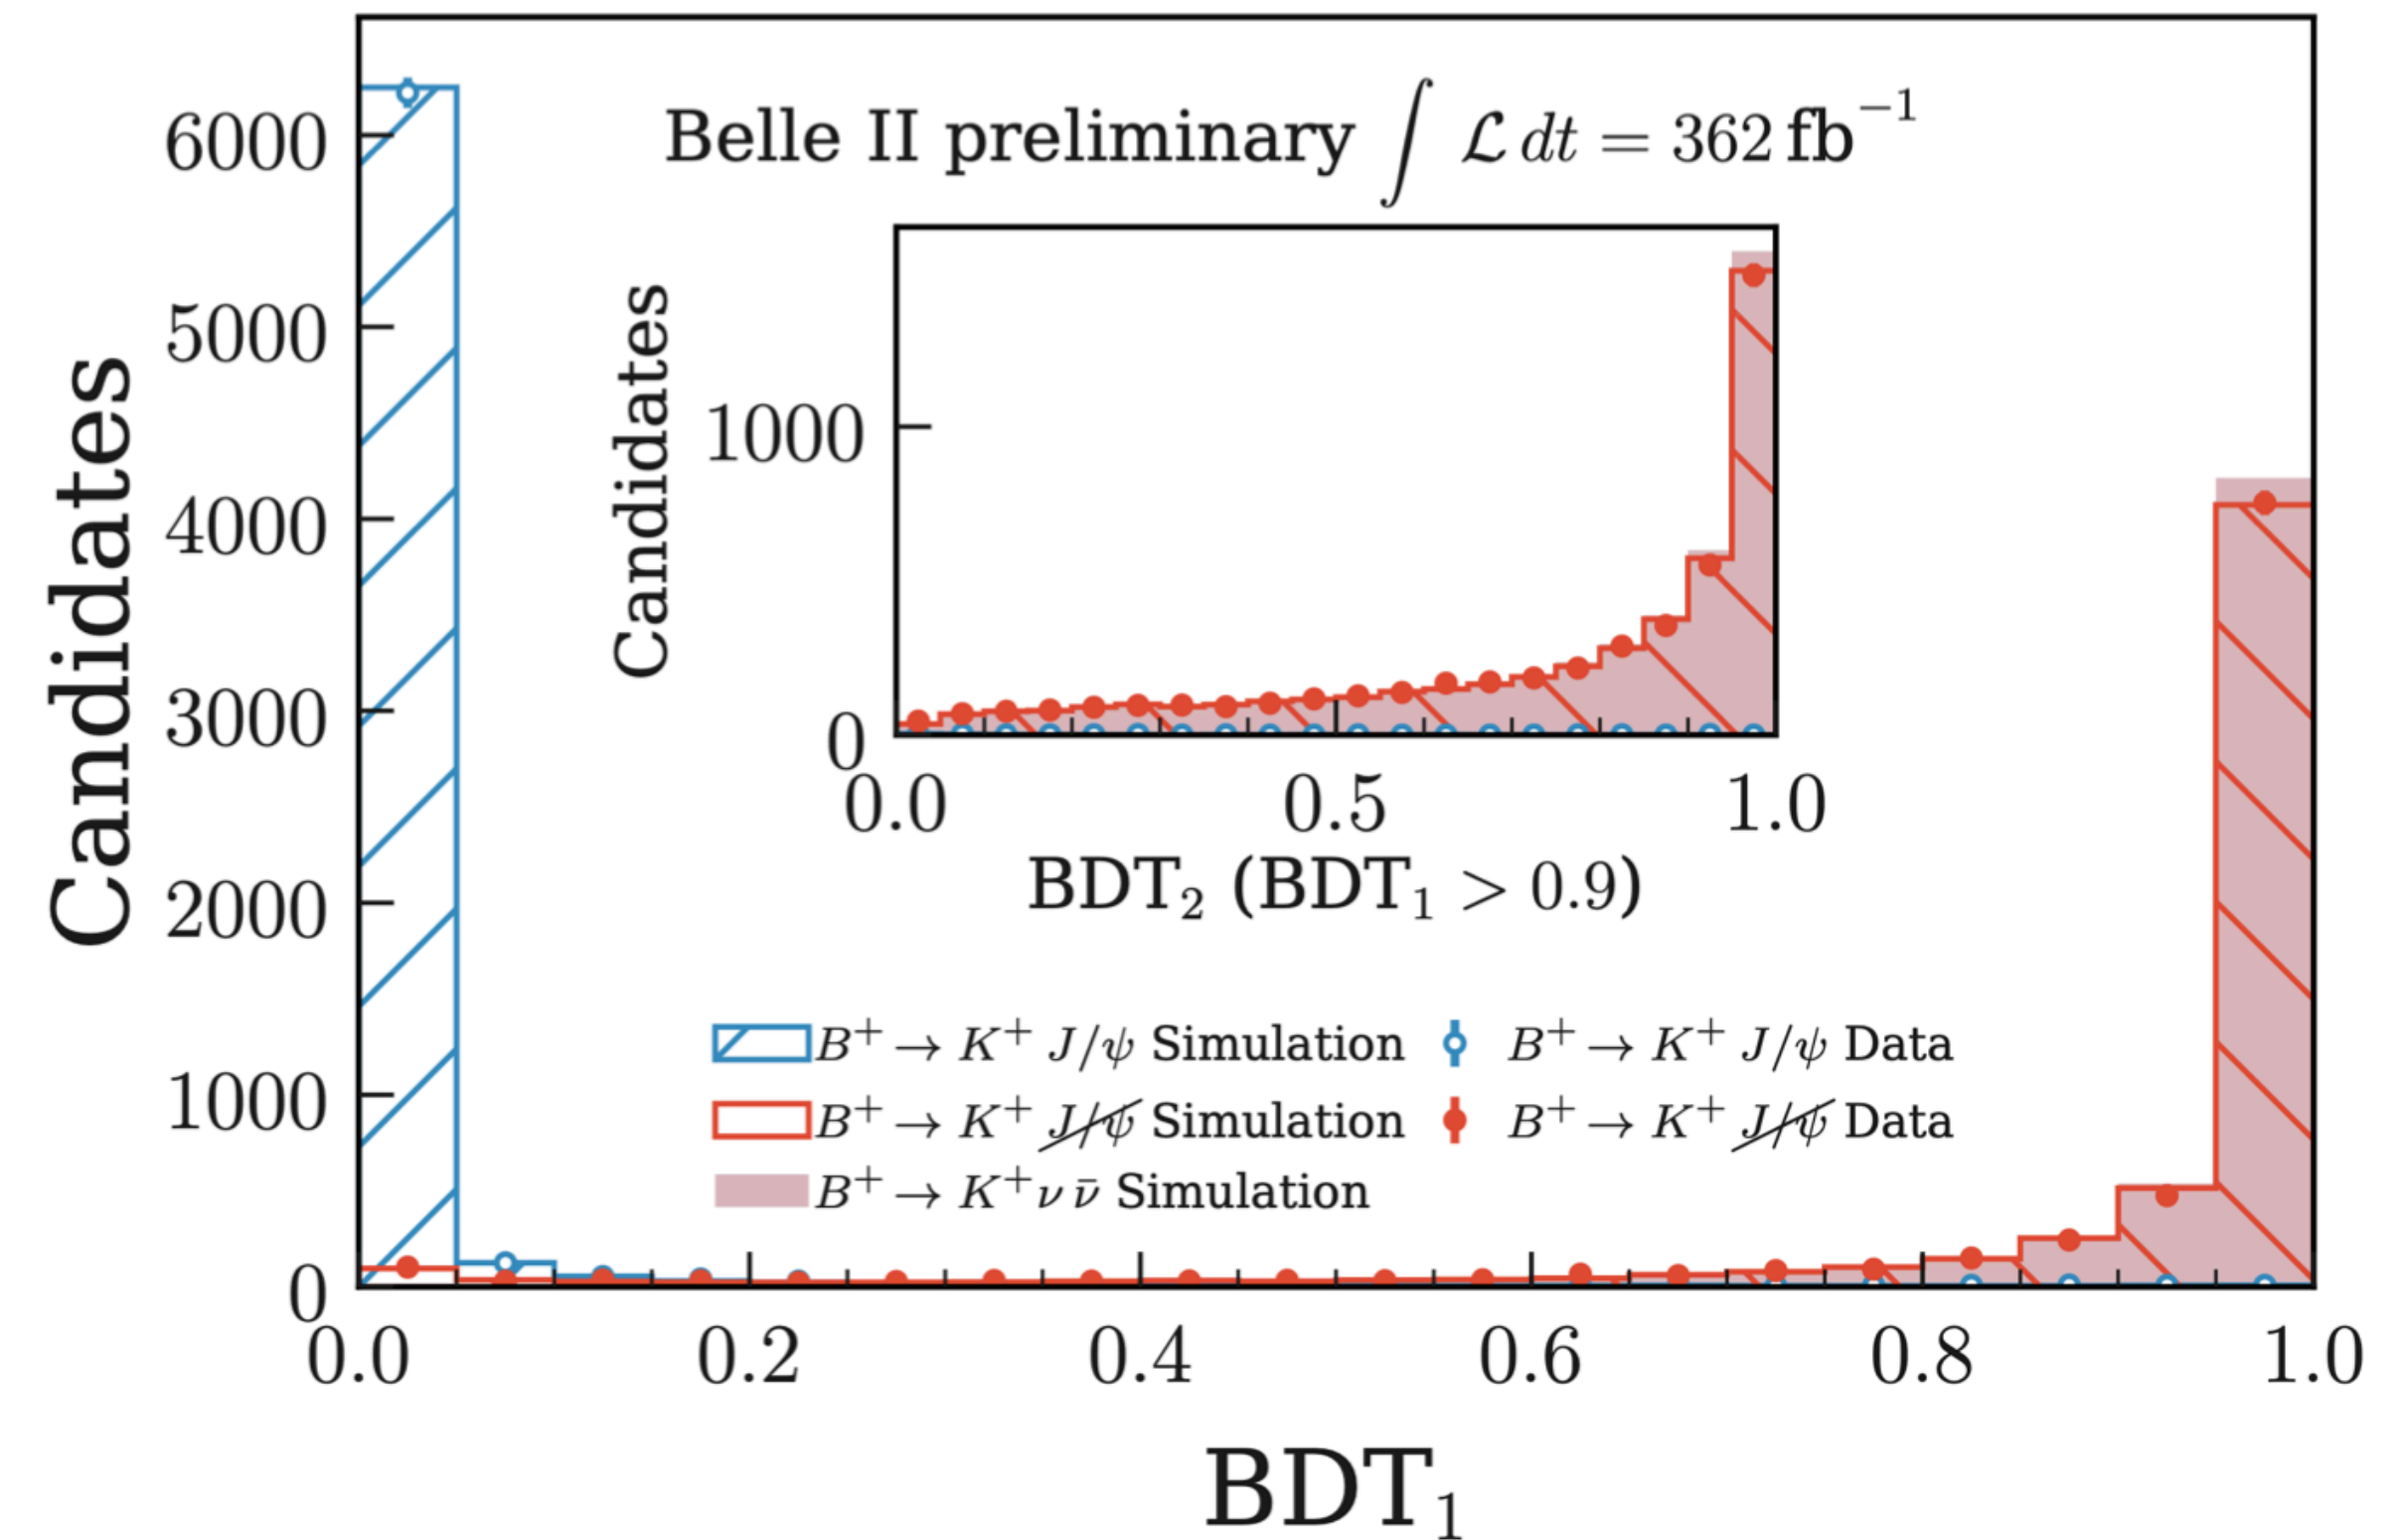 Belle II preliminary ∫ ℒ dt = 362 fb⁻¹
Candidates
6000
5000
4000
3000
2000
1000
0
Candidates
1000
0
0.0 0.5 1.0
BDT₂ (BDT₁ > 0.9)
B⁺ → K⁺ J/ψ Simulation
B⁺ → K⁺ J̸/̸ψ̸ Simulation
B⁺ → K⁺ ν ν̄ Simulation
B⁺ → K⁺ J/ψ Data
B⁺ → K⁺ J̸/̸ψ̸ Data
0.0 0.2 0.4 0.6 0.8 1.0
BDT₁